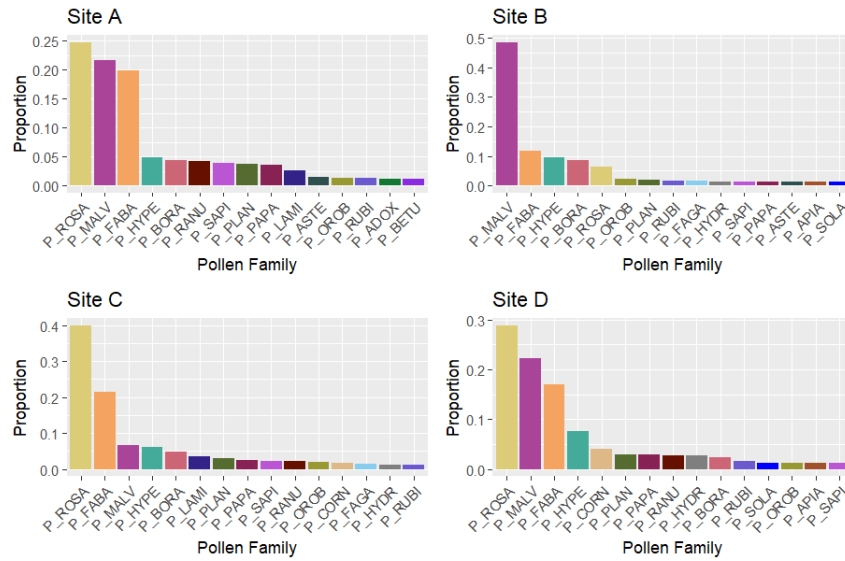 Site A
Proportion
0.25
0.20
0.15
0.10
0.05
0.00
P_ROSA
P_MALV
P_FABA
P_HYPE
P_BORA
P_RANU
P_SAPI
P_PLAN
P_PAPA
P_LAMI
P_ASTE
P_OROB
P_RUBI
P_ADOX
P_BETU
Pollen Family
Site B
Proportion
0.5
0.4
0.3
0.2
0.1
0.0
P_MALV
P_FABA
P_HYPE
P_BORA
P_ROSA
P_OROB
P_PLAN
P_RUBI
P_FAGA
P_HYDR
P_SAPI
P_PAPA
P_ASTE
P_APIA
P_SOLA
Pollen Family
Site C
Proportion
0.4
0.3
0.2
0.1
0.0
P_ROSA
P_FABA
P_MALV
P_HYPE
P_BORA
P_LAMI
P_PLAN
P_PAPA
P_SAPI
P_RANU
P_OROB
P_CORN
P_FAGA
P_HYDR
P_RUBI
Pollen Family
Site D
Proportion
0.3
0.2
0.1
0.0
P_ROSA
P_MALV
P_FABA
P_HYPE
P_CORN
P_PLAN
P_PAPA
P_RANU
P_HYDR
P_BORA
P_RUBI
P_SOLA
P_OROB
P_APIA
P_SAPI
Pollen Family